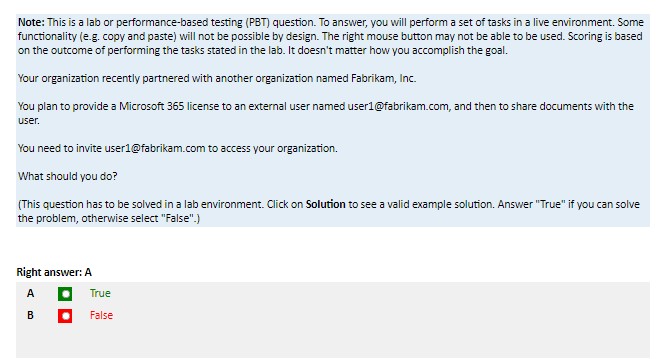 Note: This is a lab or performance-based testing (PBT) question. To answer, you will perform a set of tasks in a live environment. Some
functionality (e.g. copy and paste) will not be possible by design. The right mouse button may not be able to be used. Scoring is based
on the outcome of performing the tasks stated in the lab. It doesn't matter how you accomplish the goal.
Your organization recently partnered with another organization named Fabrikam, Inc.
You plan to provide a Microsoft 365 license to an external user named user1@fabrikam.com, and then to share documents with the
user.
You need to invite user1@fabrikam.com to access your organization.
What should you do?
(This question has to be solved in a lab environment. Click on Solution to see a valid example solution. Answer "True" if you can solve
the problem, otherwise select "False".)
Right answer: A
A True
B False